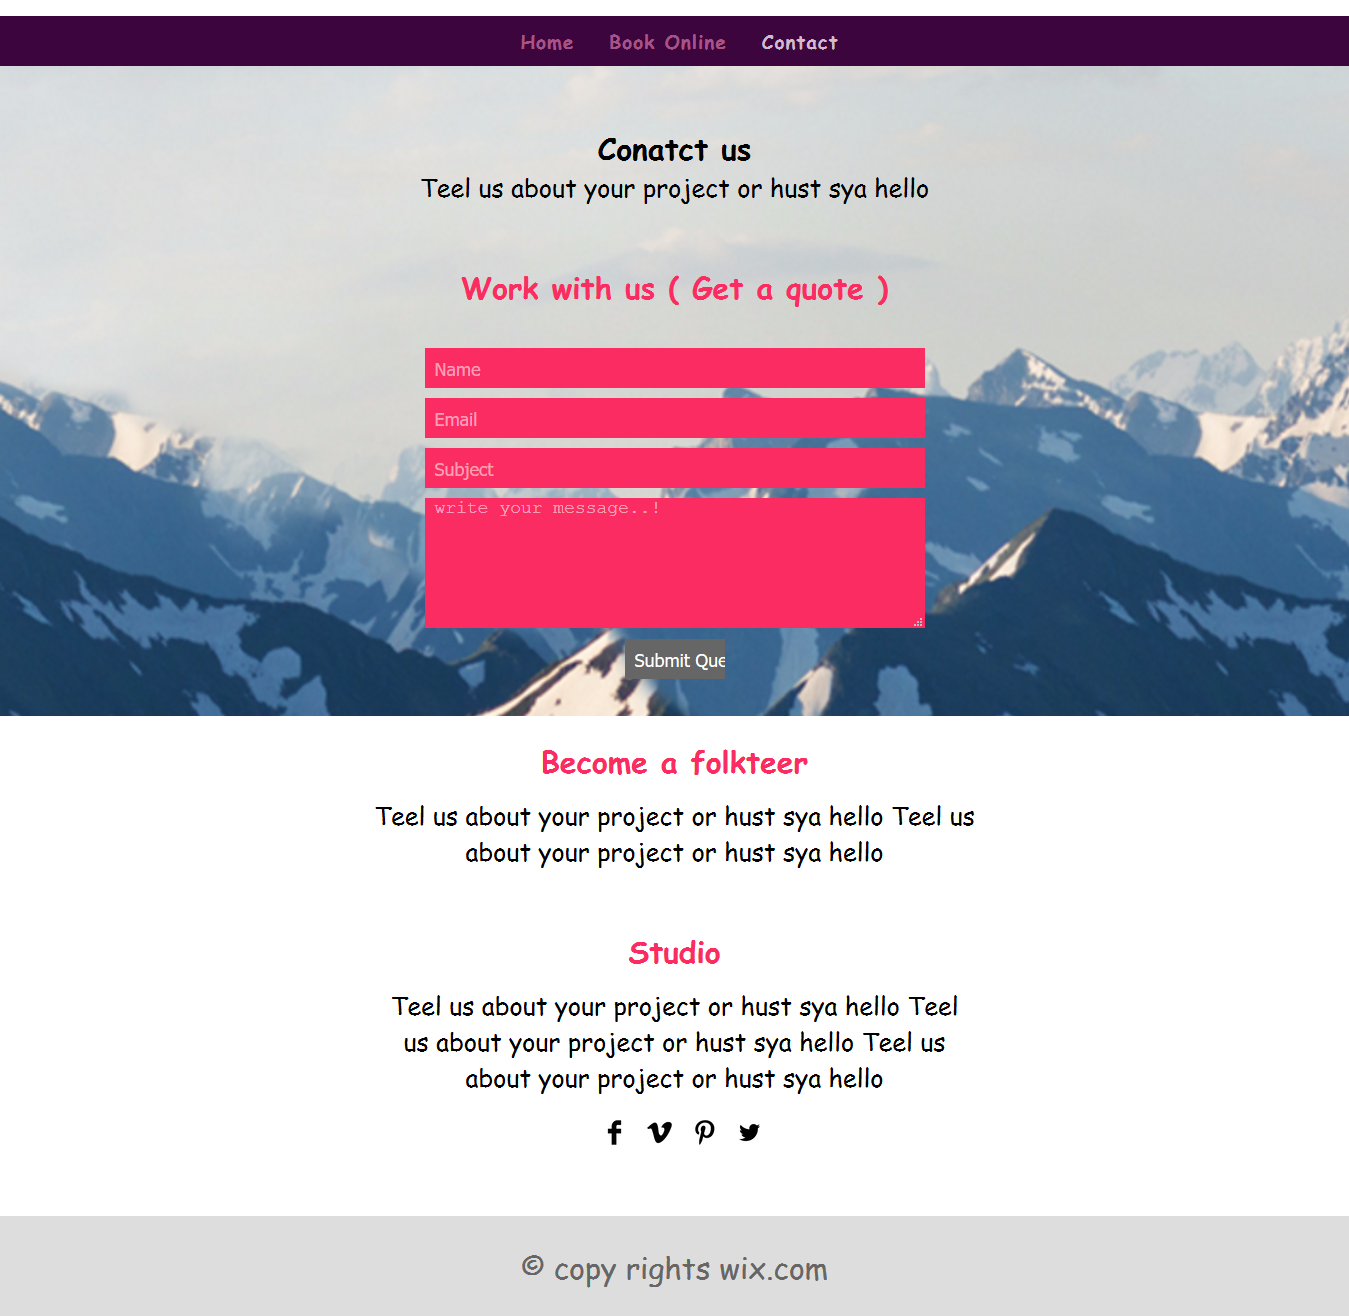 Home Book Online Contact
Conatct us
Teel us about your project or hust sya hello
Work with us ( Get a quote )
Name
Email
Subject
write your message..!
Submit Que
Become a folkteer
Teel us about your project or hust sya hello Teel us
about your project or hust sya hello
Studio
Teel us about your project or hust sya hello Teel
us about your project or hust sya hello Teel us
about your project or hust sya hello
© copy rights wix.com